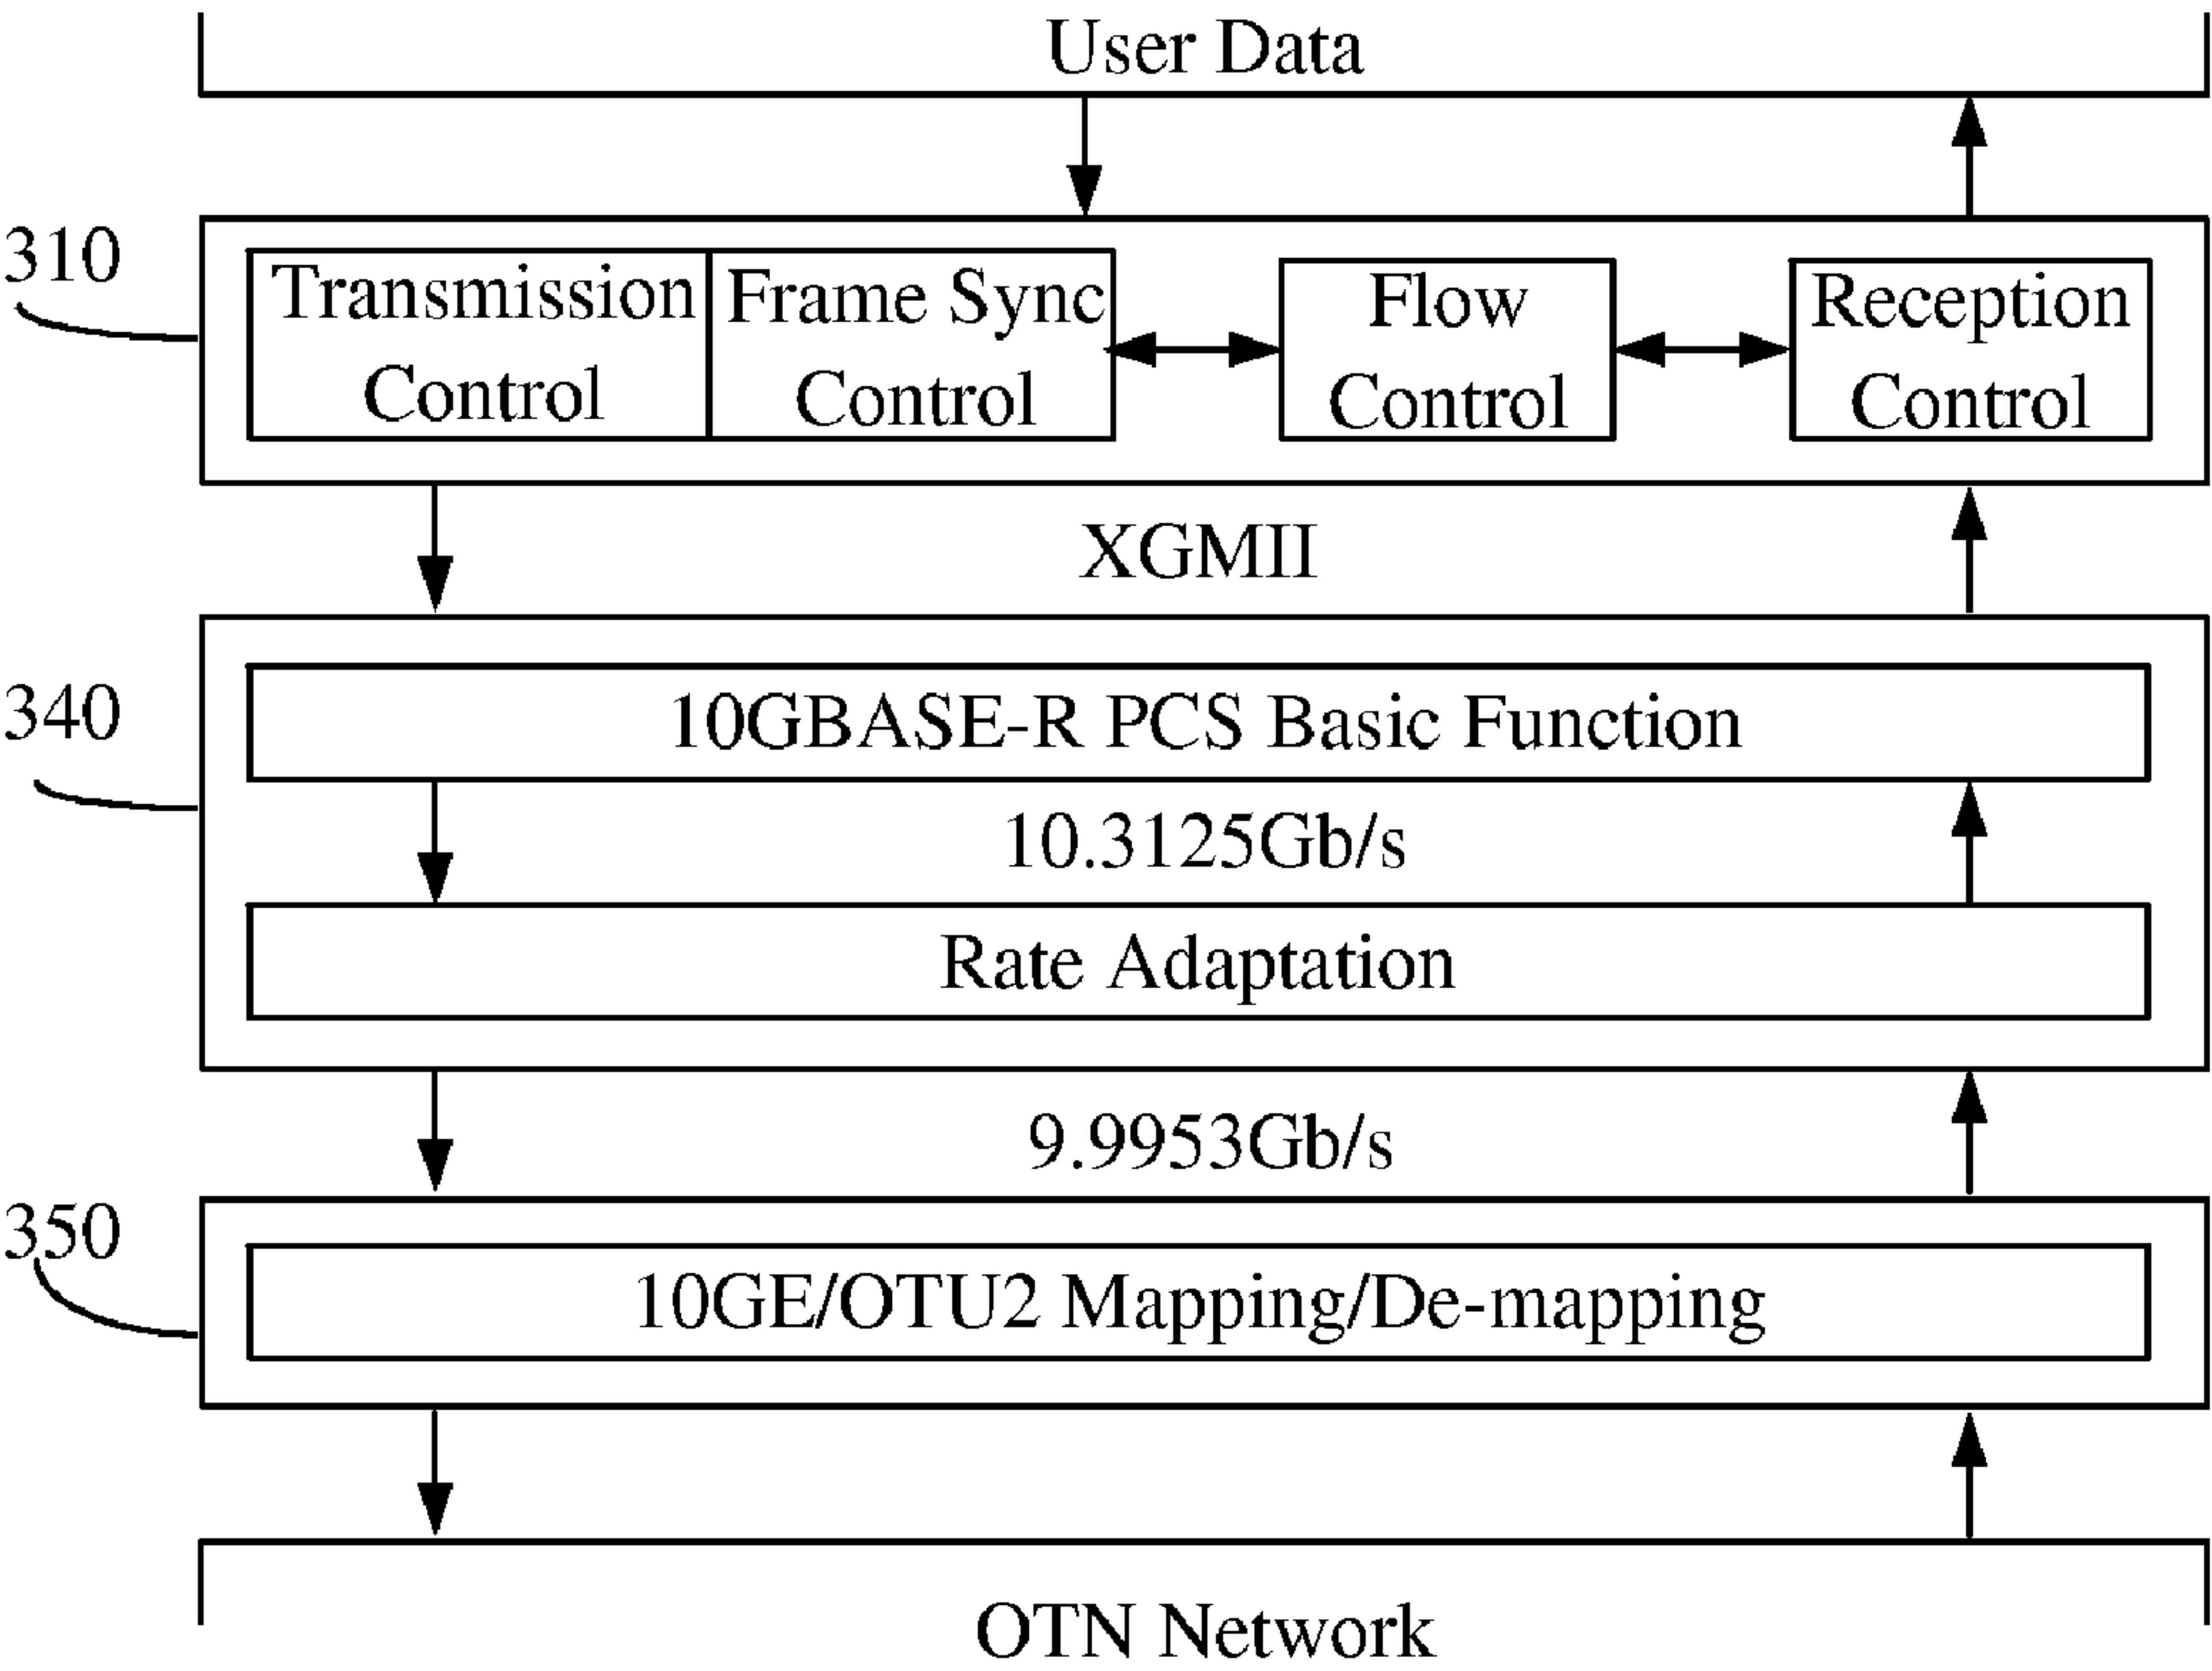 User Data
310
Transmission Control
Frame Sync Control
Flow Control
Reception Control
XGMII
340
10GBASE-R PCS Basic Function
10.3125Gb/s
Rate Adaptation
9.9953Gb/s
350
10GE/OTU2 Mapping/De-mapping
OTN Network